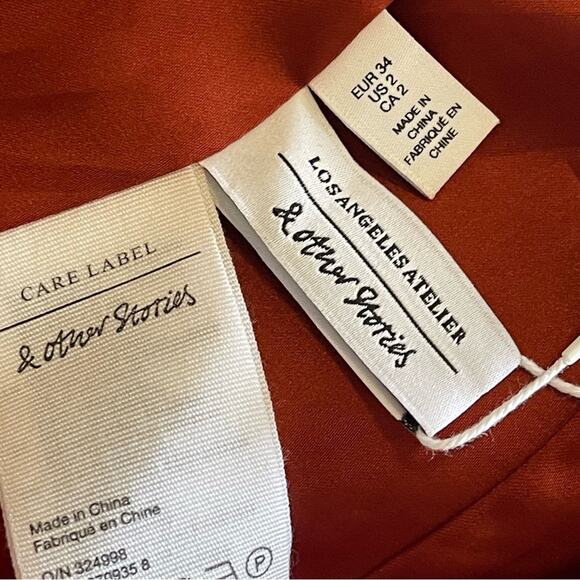 EUR 34
US 2
CA 2
MADE IN
CHINA
FABRIQUÉ EN
CHINE
LOS ANGELES ATELIER
& other Stories
CARE LABEL
& other Stories
Made in China
Fabriqué en Chine
O/N 324998
P